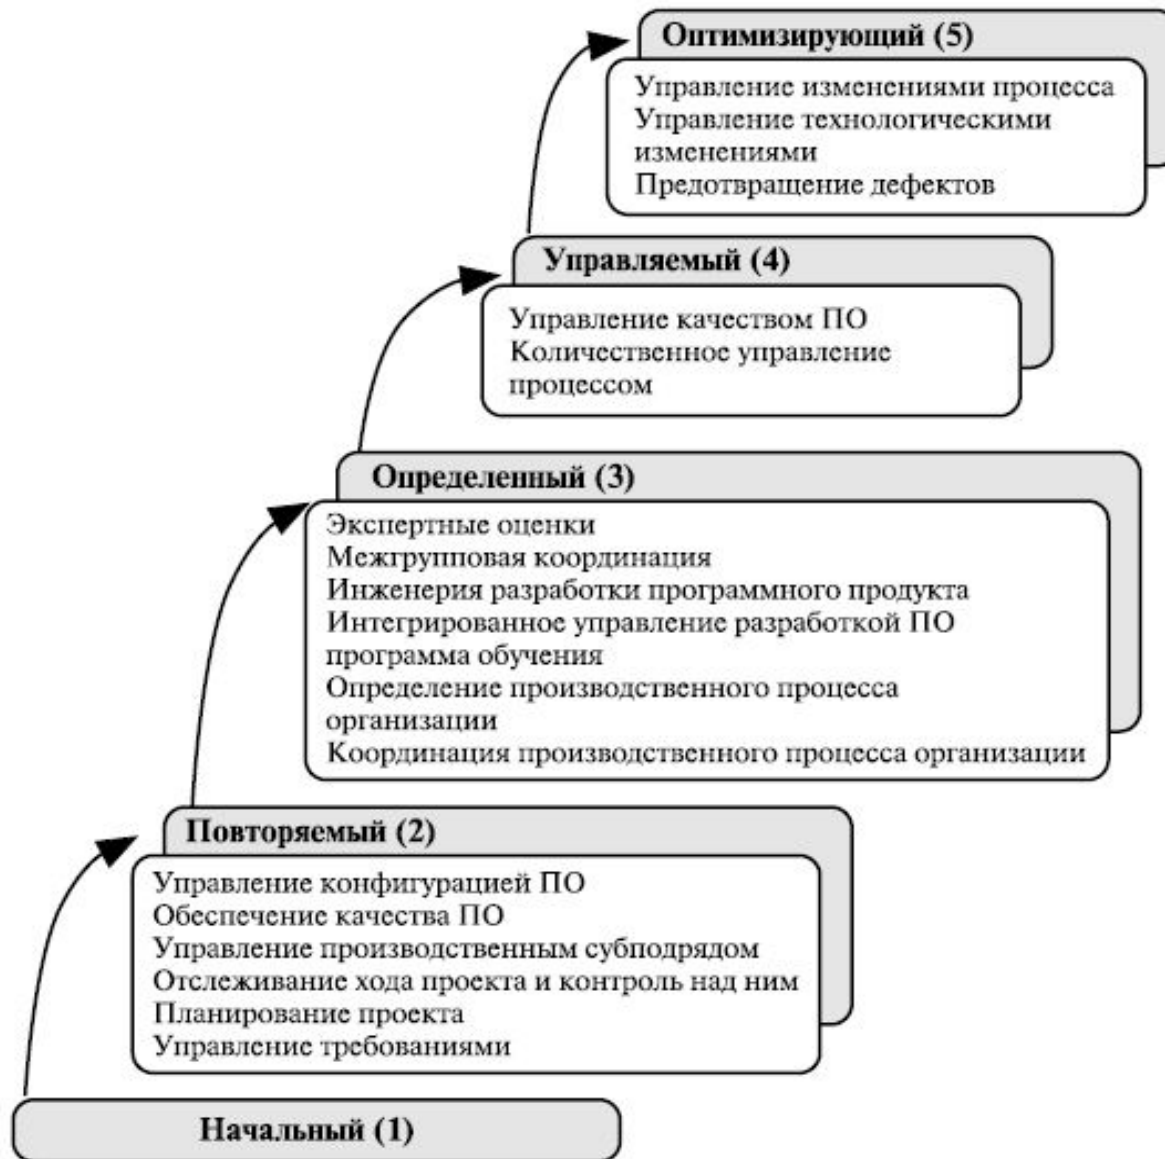 Оптимизирующий (5)
Управление изменениями процесса
Управление технологическими
изменениями
Предотвращение дефектов
Управляемый (4)
Управление качеством ПО
Количественное управление
процессом
Определенный (3)
Экспертные оценки
Межгрупповая координация
Инженерия разработки программного продукта
Интегрированное управление разработкой ПО
программа обучения
Определение производственного процесса
организации
Координация производственного процесса организации
Повторяемый (2)
Управление конфигурацией ПО
Обеспечение качества ПО
Управление производственным субподрядом
Отслеживание хода проекта и контроль над ним
Планирование проекта
Управление требованиями
Начальный (1)